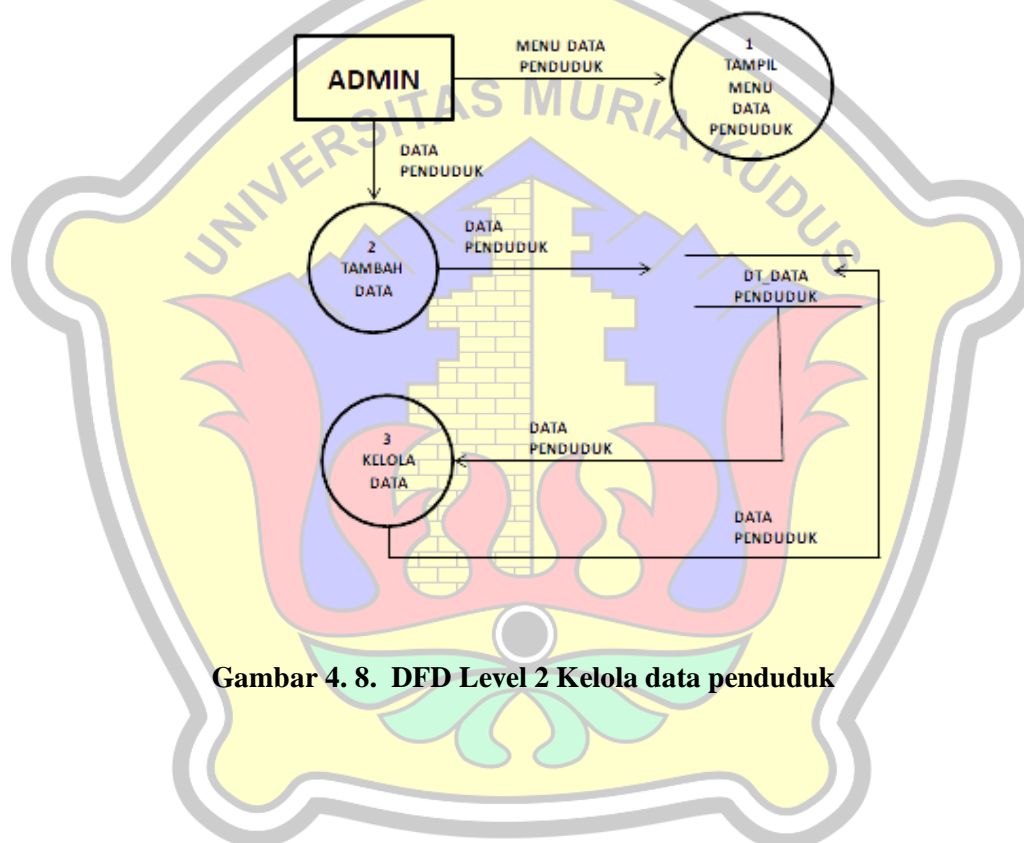 ADMIN
MENU DATA
PENDUDUK
1
TAMPIL
MENU
DATA
PENDUDUK
UNIVERSITAS MURIA KUDUS
DATA
PENDUDUK
2
TAMBAH
DATA
DATA
PENDUDUK
DT_DATA
PENDUDUK
3
KELOLA
DATA
DATA
PENDUDUK
DATA
PENDUDUK
Gambar 4. 8. DFD Level 2 Kelola data penduduk